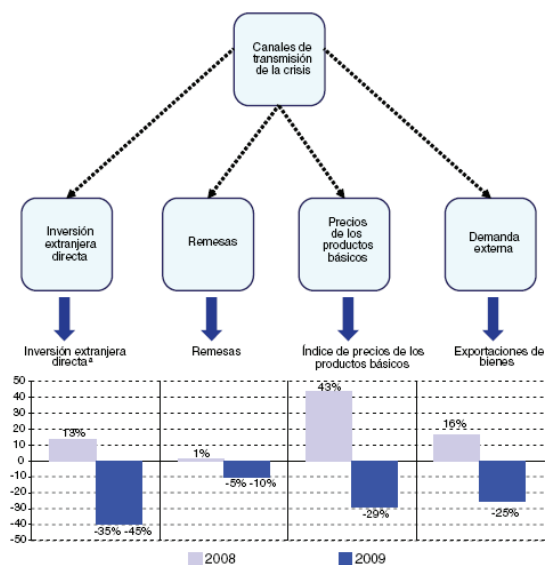 Canales de
transmisión
de la crisis
Inversión
extranjera
directa
Remesas
Precios
de los
productos
básicos
Demanda
externa
Inversión extranjera
directaª
Remesas
Índice de precios de los
productos básicos
Exportaciones de
bienes
50
40
30
20
10
0
-10
-20
-30
-40
-50
13%
-35% -45%
1%
-5% -10%
43%
-29%
16%
-25%
2008
2009